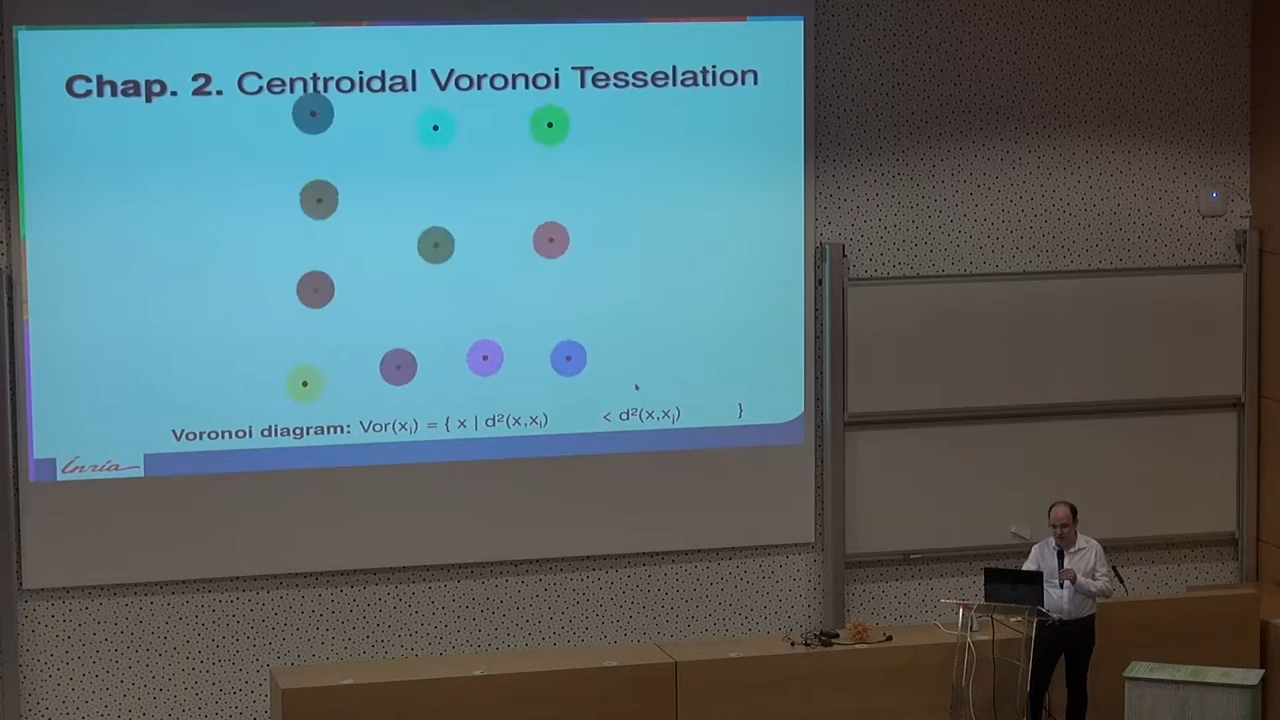 Chap. 2. Centroidal Voronoi Tesselation
Voronoi diagram: Vor(xᵢ) = { x | d²(x,xᵢ) < d²(x,xⱼ) }
Inria